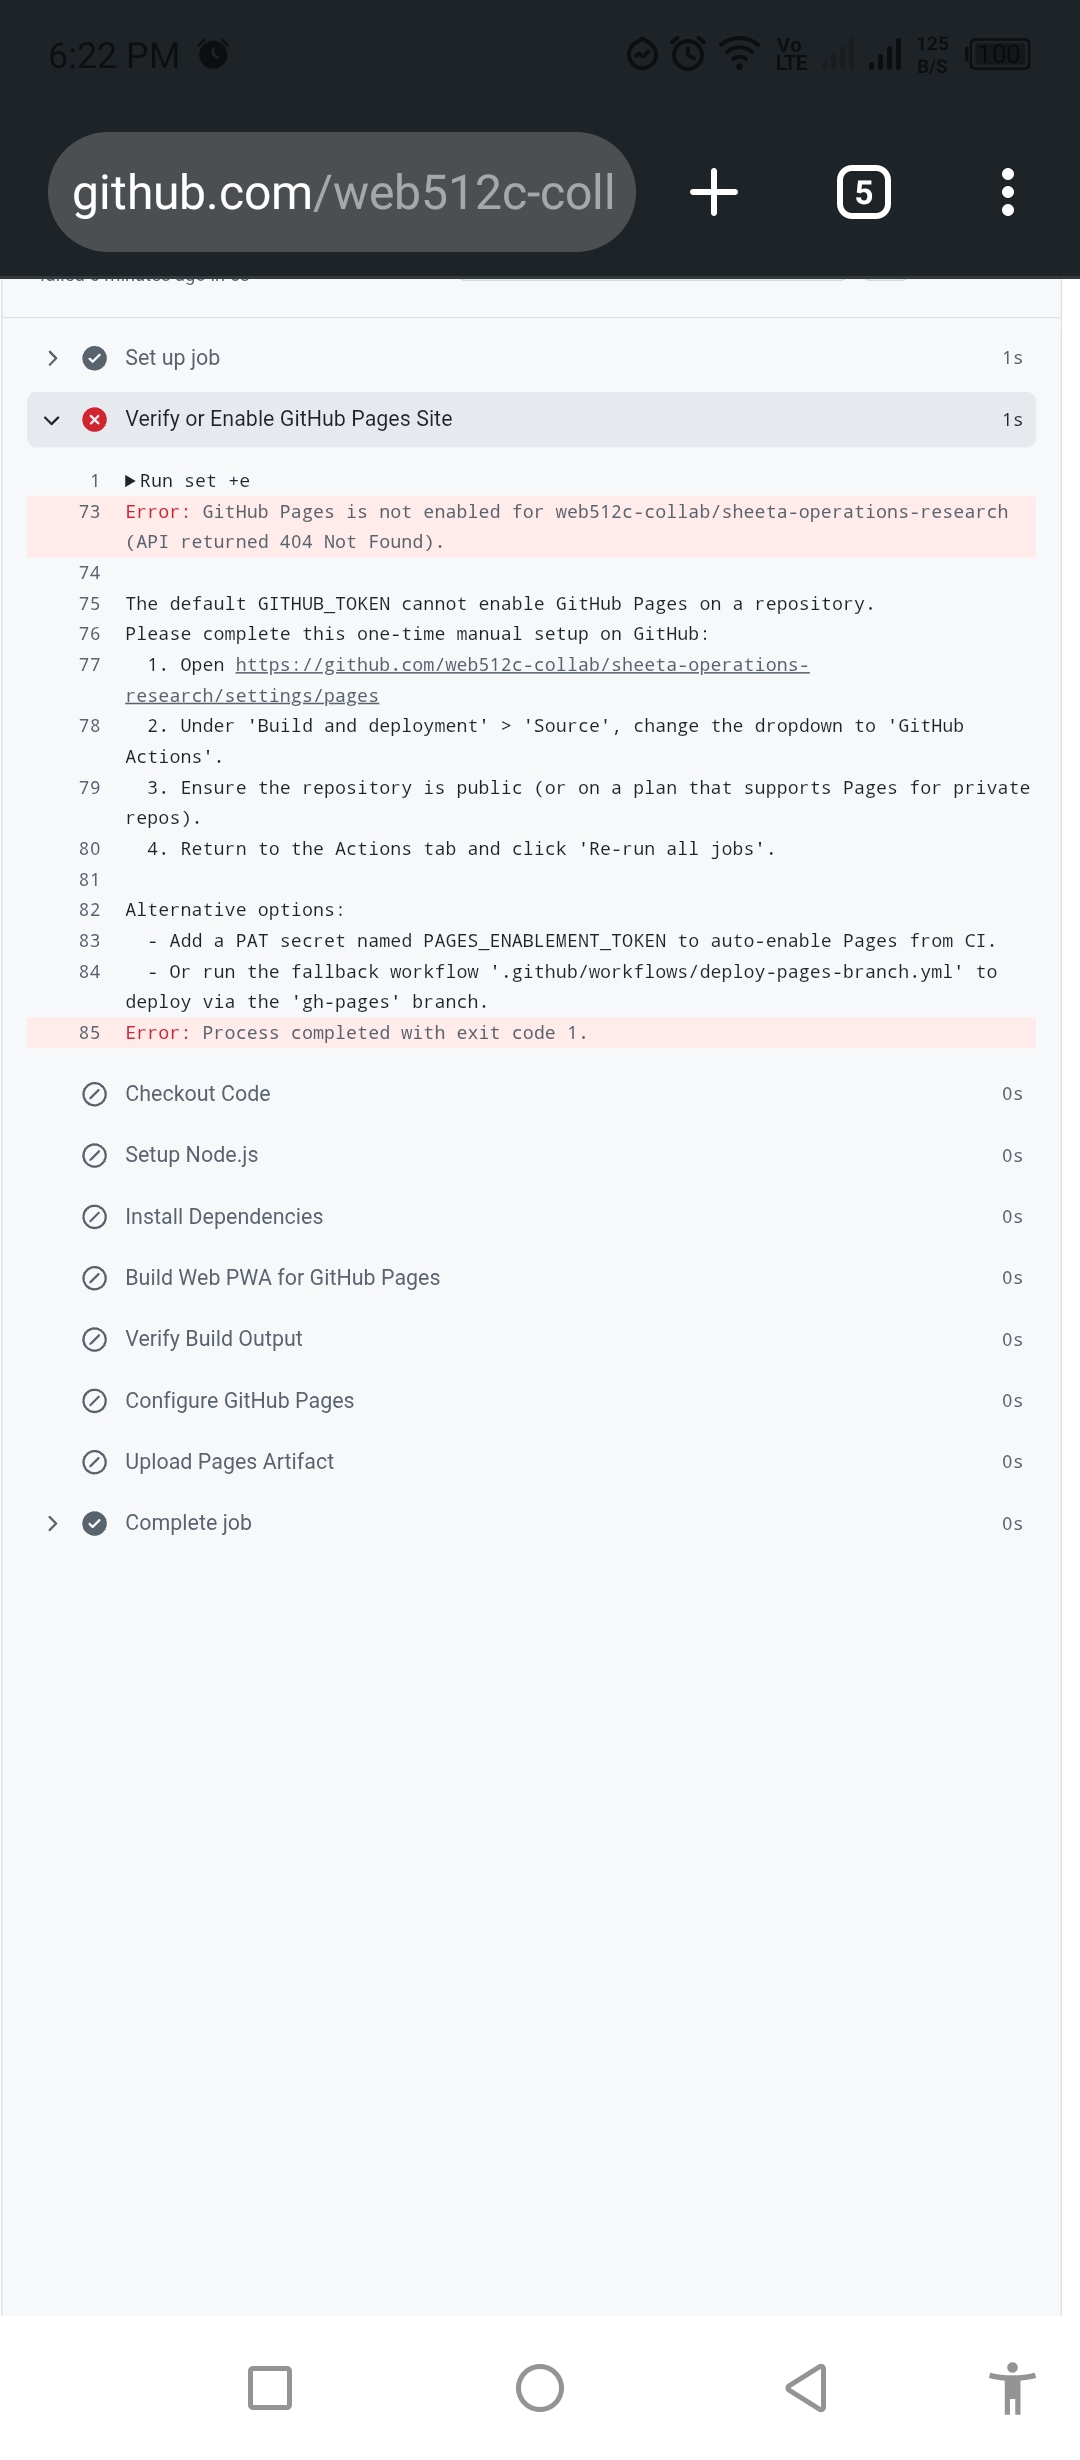 6:22 PM
Vo LTE
125 B/S
100
github.com/web512c-coll
5
Set up job 1s
Verify or Enable GitHub Pages Site 1s
1 Run set +e
73 Error: GitHub Pages is not enabled for web512c-collab/sheeta-operations-research
(API returned 404 Not Found).
74
75 The default GITHUB_TOKEN cannot enable GitHub Pages on a repository.
76 Please complete this one-time manual setup on GitHub:
77 1. Open https://github.com/web512c-collab/sheeta-operations-
research/settings/pages
78 2. Under 'Build and deployment' > 'Source', change the dropdown to 'GitHub
Actions'.
79 3. Ensure the repository is public (or on a plan that supports Pages for private
repos).
80 4. Return to the Actions tab and click 'Re-run all jobs'.
81
82 Alternative options:
83 - Add a PAT secret named PAGES_ENABLEMENT_TOKEN to auto-enable Pages from CI.
84 - Or run the fallback workflow '.github/workflows/deploy-pages-branch.yml' to
deploy via the 'gh-pages' branch.
85 Error: Process completed with exit code 1.
Checkout Code 0s
Setup Node.js 0s
Install Dependencies 0s
Build Web PWA for GitHub Pages 0s
Verify Build Output 0s
Configure GitHub Pages 0s
Upload Pages Artifact 0s
Complete job 0s